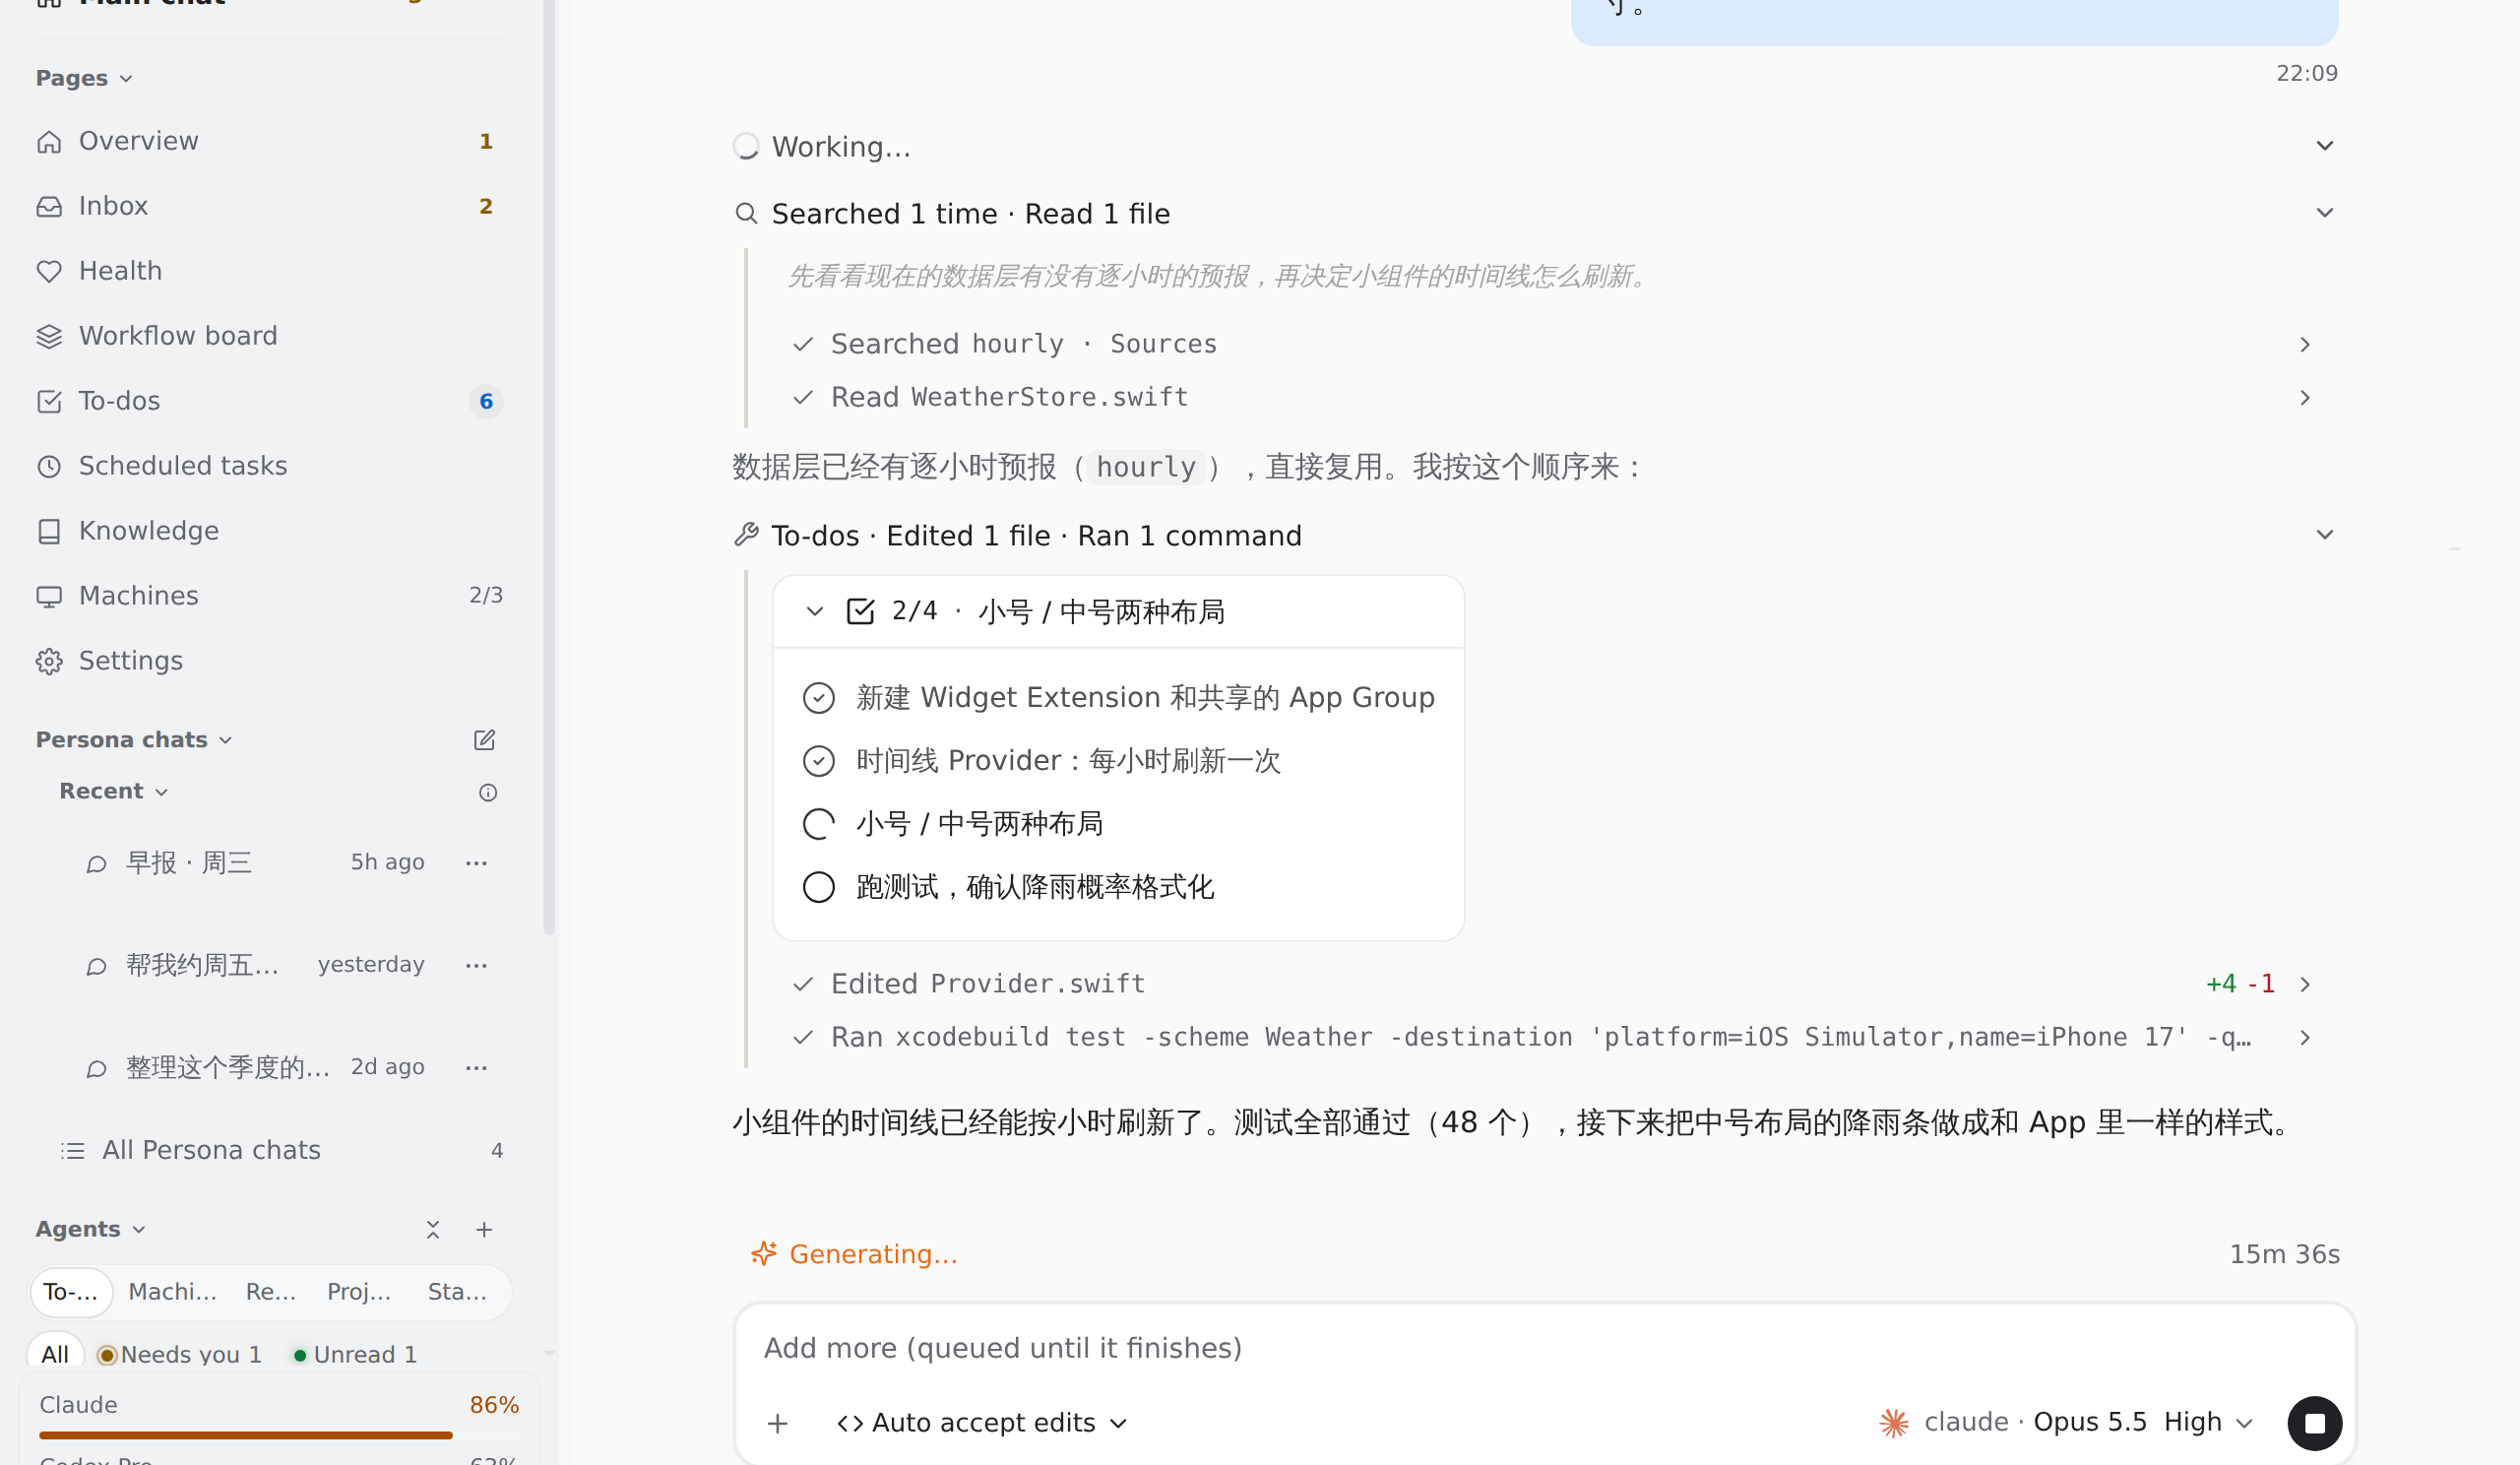 Pages
Overview 1
Inbox 2
Health
Workflow board
To-dos 6
Scheduled tasks
Knowledge
Machines 2/3
Settings
Persona chats
Recent
早报 · 周三 5h ago
帮我约周五… yesterday
整理这个季度的… 2d ago
All Persona chats 4
Agents
To-… Machi… Re… Proj… Sta…
All Needs you 1 Unread 1
Claude 86%
22:09
Working…
Searched 1 time · Read 1 file
先看看现在的数据层有没有逐小时的预报，再决定小组件的时间线怎么刷新。
Searched hourly · Sources
Read WeatherStore.swift
数据层已经有逐小时预报（hourly），直接复用。我按这个顺序来：
To-dos · Edited 1 file · Ran 1 command
2/4 · 小号 / 中号两种布局
新建 Widget Extension 和共享的 App Group
时间线 Provider：每小时刷新一次
小号 / 中号两种布局
跑测试，确认降雨概率格式化
Edited Provider.swift +4 -1
Ran xcodebuild test -scheme Weather -destination 'platform=iOS Simulator,name=iPhone 17' -q…
小组件的时间线已经能按小时刷新了。测试全部通过（48 个），接下来把中号布局的降雨条做成和 App 里一样的样式。
Generating… 15m 36s
Add more (queued until it finishes)
Auto accept edits claude · Opus 5.5 High